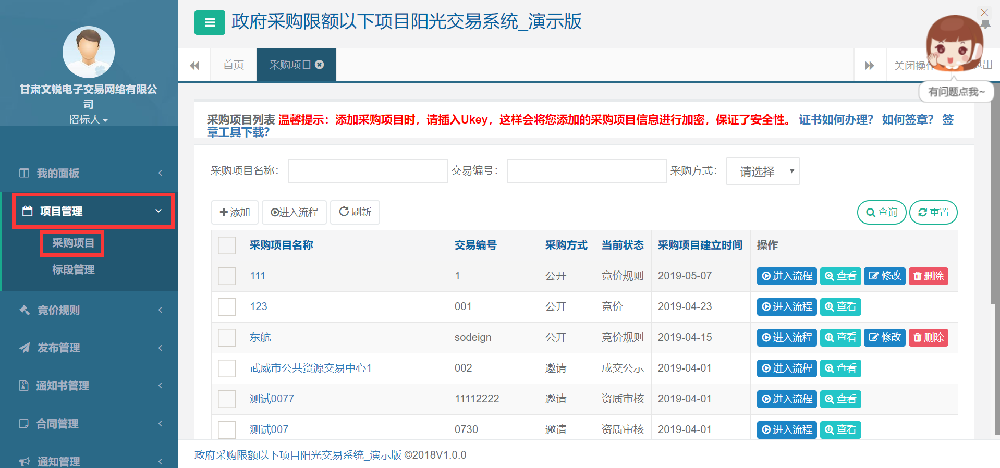 甘肃文锐电子交易网络有限公
司
招标人
我的面板
项目管理
采购项目
标段管理
竞价规则
发布管理
通知书管理
合同管理
通知管理
政府采购限额以下项目阳光交易系统_演示版
首页
采购项目
关闭操作
退出
有问题点我~
采购项目列表 温馨提示：添加采购项目时，请插入Ukey，这样会将您添加的采购项目信息进行加密，保证了安全性。 证书如何办理？ 如何签章？ 签
章工具下载？
采购项目名称： 交易编号： 采购方式： 请选择
添加 进入流程 刷新 查询 重置
采购项目名称 交易编号 采购方式 当前状态 采购项目建立时间 操作
111 1 公开 竞价规则 2019-05-07 进入流程 查看 修改 删除
123 001 公开 竞价 2019-04-23 进入流程 查看
东航 sodeign 公开 竞价规则 2019-04-15 进入流程 查看 修改 删除
武威市公共资源交易中心1 002 邀请 成交公示 2019-04-01 进入流程 查看
测试0077 11112222 邀请 资质审核 2019-04-01 进入流程 查看
测试007 0730 邀请 资质审核 2019-04-01 进入流程 查看
政府采购限额以下项目阳光交易系统_演示版 ©2018V1.0.0